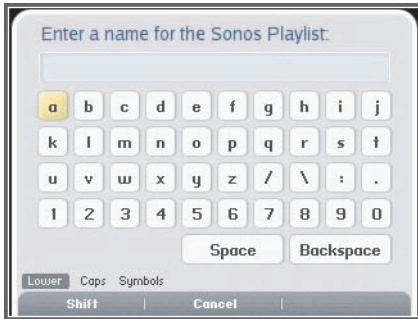 Enter a name for the Sonos Playlist:
a b c d e f g h i j
k l m n o p q r s t
u v w x y z / \ : .
1 2 3 4 5 6 7 8 9 0
Space Backspace
Lower Caps Symbols
Shift Cancel